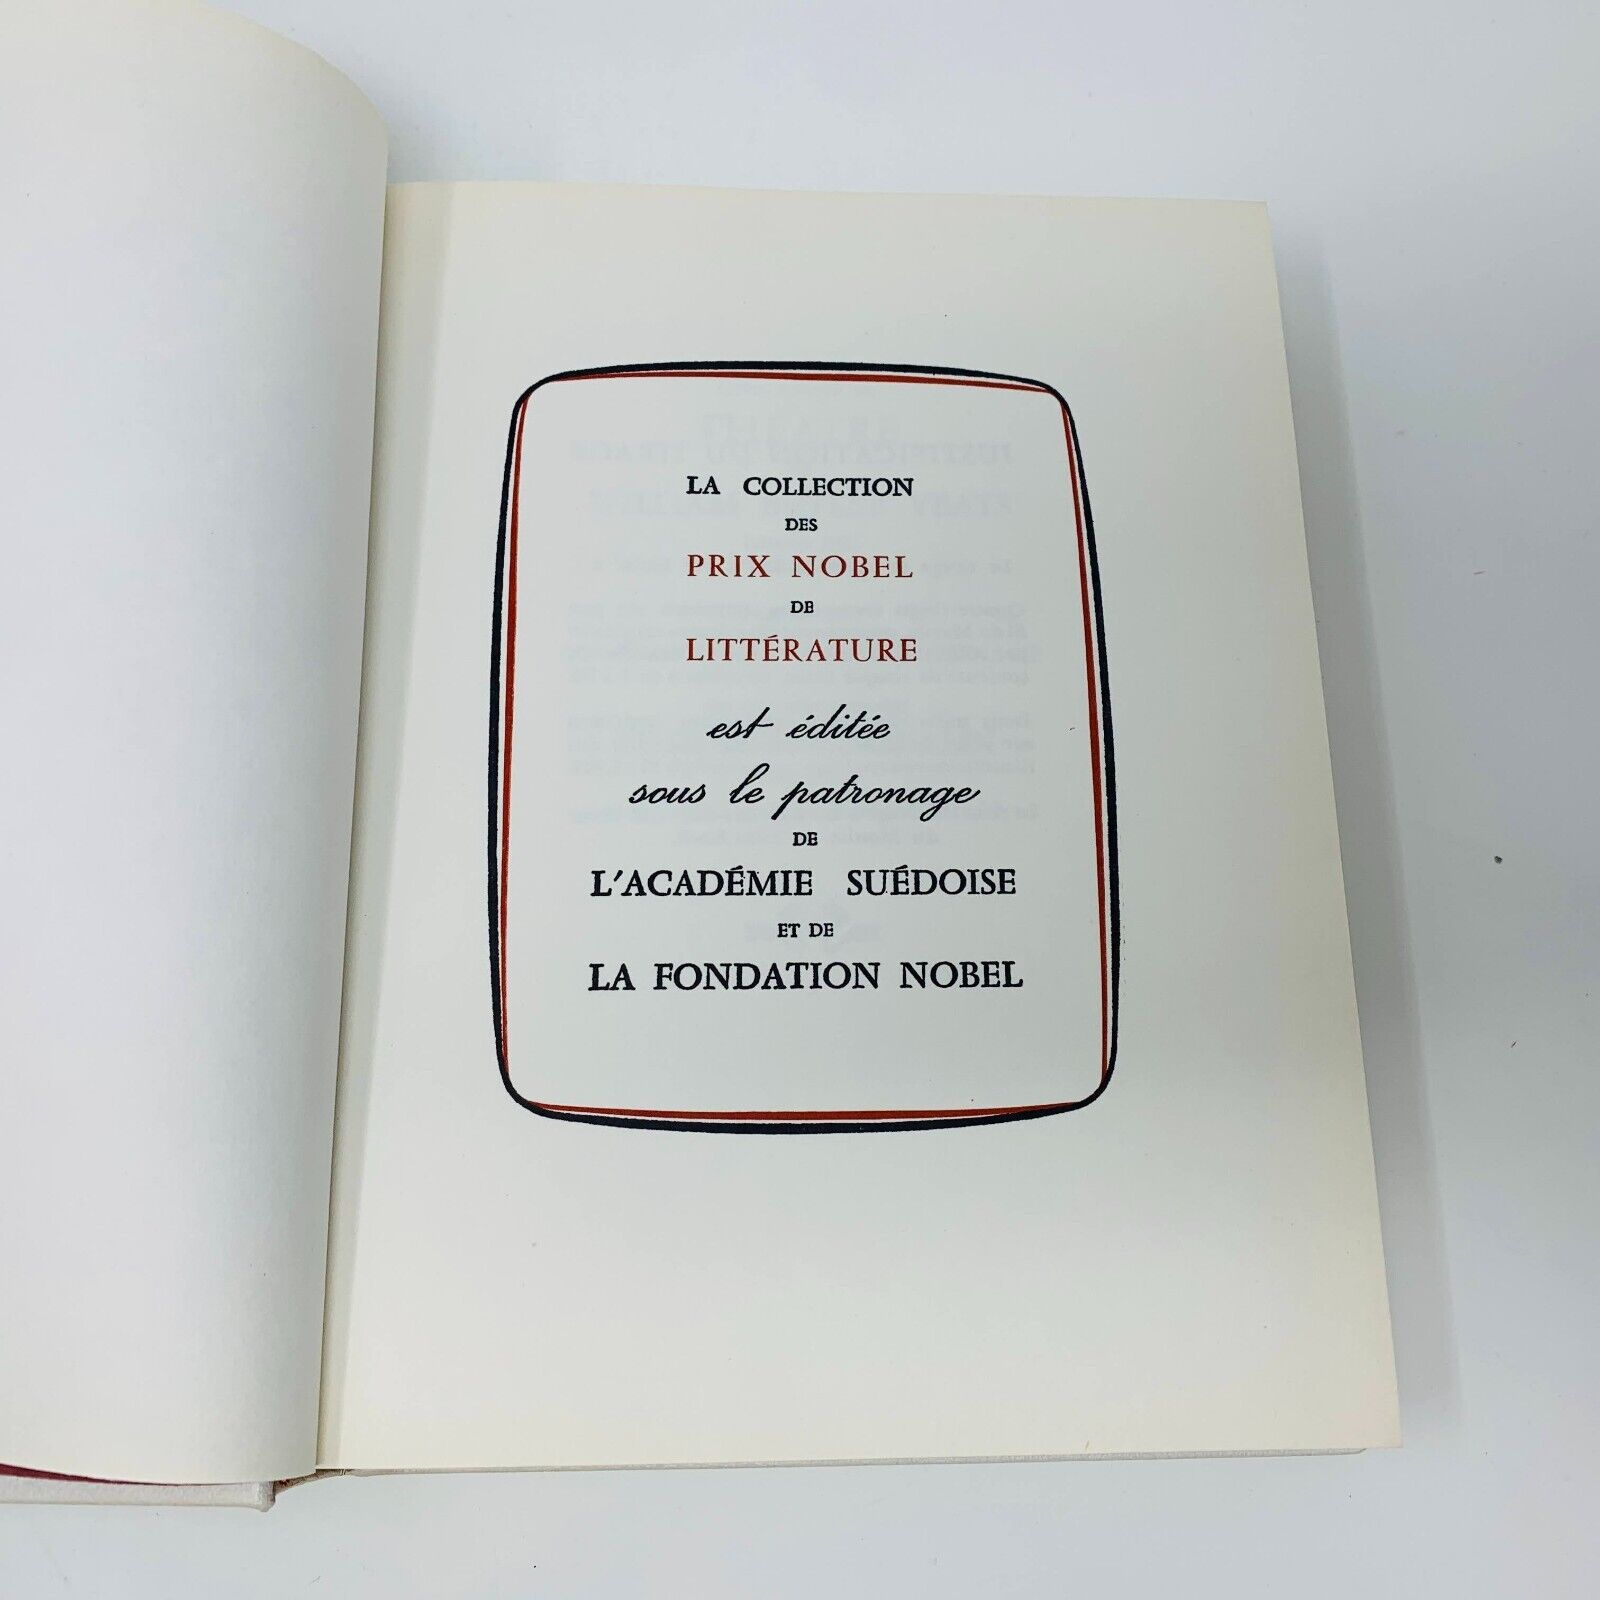 LA COLLECTION
DES
PRIX NOBEL
DE
LITTÉRATURE
est éditée
sous le patronage
DE
L'ACADÉMIE SUÉDOISE
ET DE
LA FONDATION NOBEL